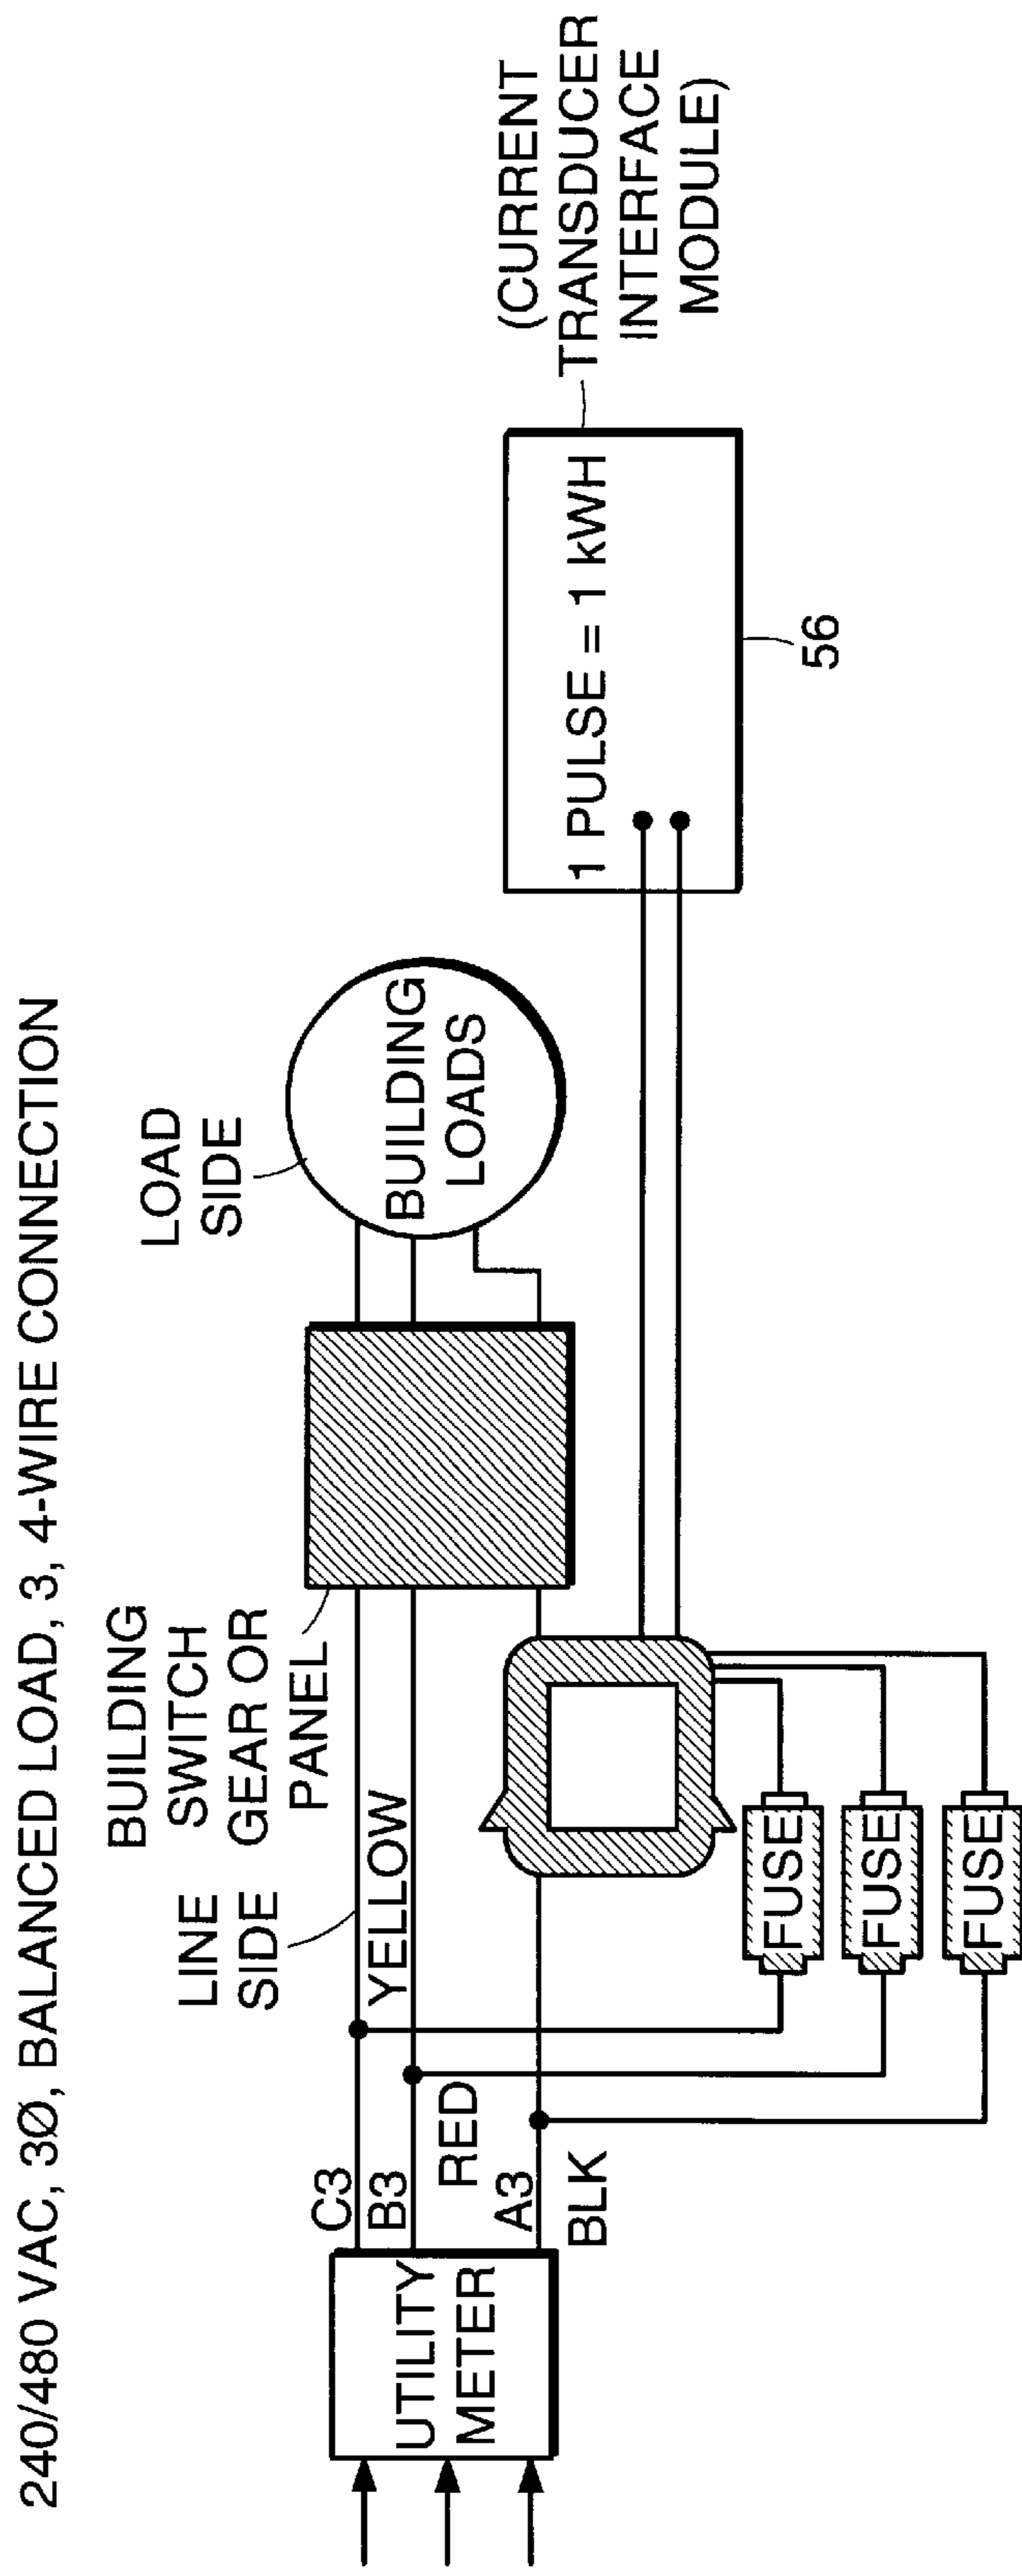 240/480 VAC, 3Ø, BALANCED LOAD, 3, 4-WIRE CONNECTION
UTILITY
METER
C3
B3
RED
A3
BLK
LINE
SIDE
YELLOW
BUILDING
SWITCH
GEAR OR
PANEL
LOAD
SIDE
BUILDING
LOADS
FUSE
FUSE
FUSE
1 PULSE = 1 kWH
56
(CURRENT
TRANSDUCER
INTERFACE
MODULE)